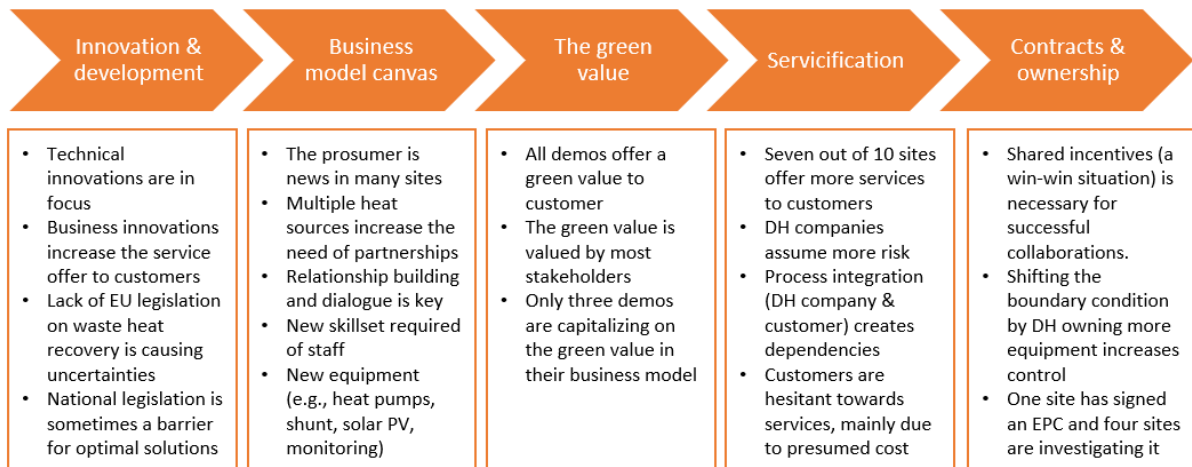 Innovation &
development
Business
model canvas
The green
value
Servicification
Contracts &
ownership
• Technical
innovations are in
focus
• Business innovations
increase the service
offer to customers
• Lack of EU legislation
on waste heat
recovery is causing
uncertainties
• National legislation is
sometimes a barrier
for optimal solutions
• The prosumer is
news in many sites
• Multiple heat
sources increase the
need of partnerships
• Relationship building
and dialogue is key
• New skillset required
of staff
• New equipment
(e.g., heat pumps,
shunt, solar PV,
monitoring)
• All demos offer a
green value to
customer
• The green value is
valued by most
stakeholders
• Only three demos
are capitalizing on
the green value in
their business model
• Seven out of 10 sites
offer more services
to customers
• DH companies
assume more risk
• Process integration
(DH company &
customer) creates
dependencies
• Customers are
hesitant towards
services, mainly due
to presumed cost
• Shared incentives (a
win-win situation) is
necessary for
successful
collaborations.
• Shifting the
boundary condition
by DH owning more
equipment increases
control
• One site has signed
an EPC and four sites
are investigating it